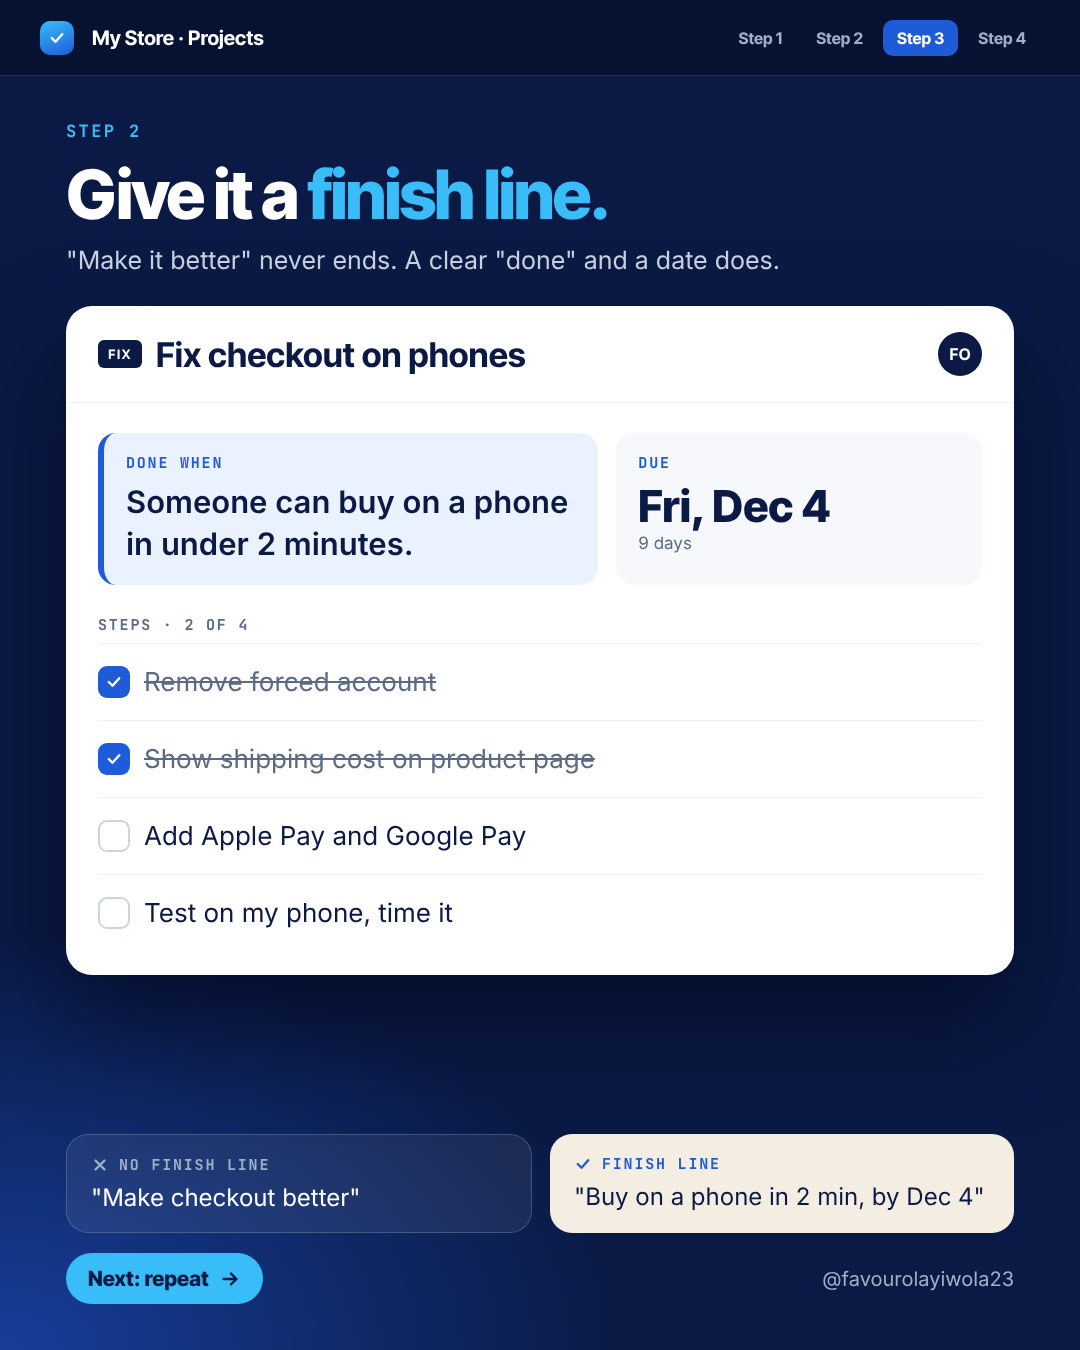 My Store · Projects
Step 1
Step 2
Step 3
Step 4
STEP 2
Give it a finish line.
"Make it better" never ends. A clear "done" and a date does.
FIX
Fix checkout on phones
FO
DONE WHEN
Someone can buy on a phone
in under 2 minutes.
DUE
Fri, Dec 4
9 days
STEPS · 2 OF 4
Remove forced account
Show shipping cost on product page
Add Apple Pay and Google Pay
Test on my phone, time it
NO FINISH LINE
"Make checkout better"
FINISH LINE
"Buy on a phone in 2 min, by Dec 4"
Next: repeat →
@favourolayiwola23